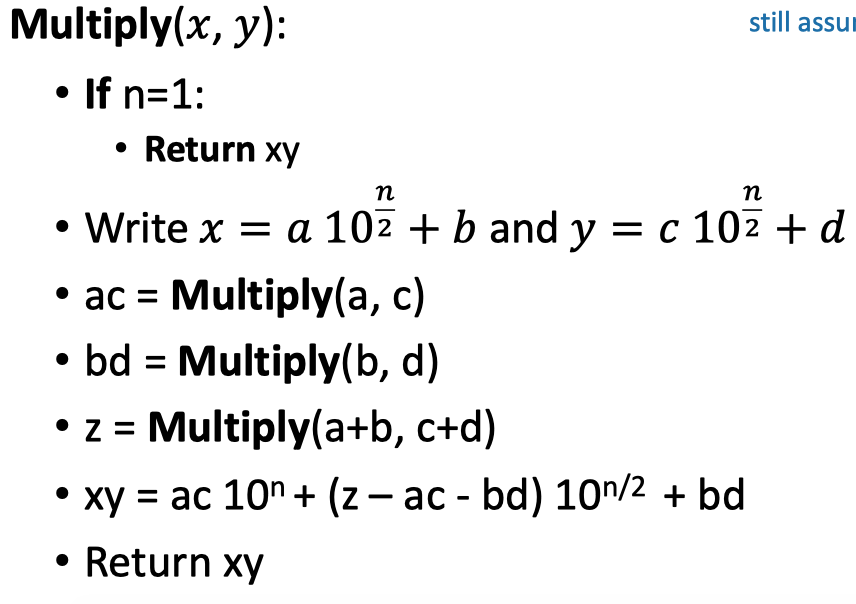 Multiply(x, y):
still assu
• If n=1:
• Return xy
• Write x = a 10^{n/2} + b and y = c 10^{n/2} + d
• ac = Multiply(a, c)
• bd = Multiply(b, d)
• z = Multiply(a+b, c+d)
• xy = ac 10ⁿ + (z – ac - bd) 10^{n/2} + bd
• Return xy